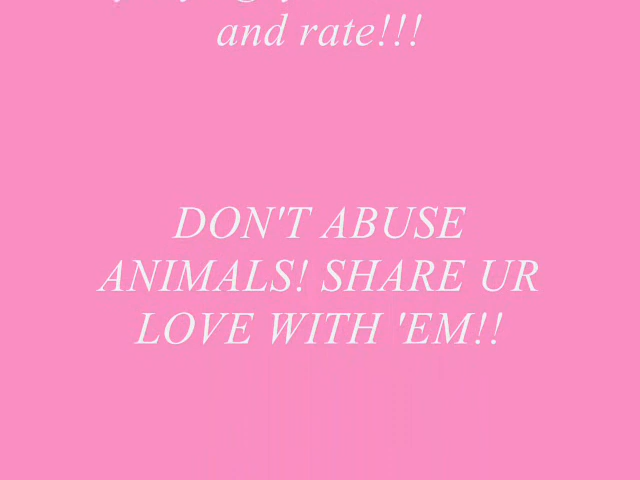 and rate!!!
DON'T ABUSE
ANIMALS! SHARE UR
LOVE WITH 'EM!!